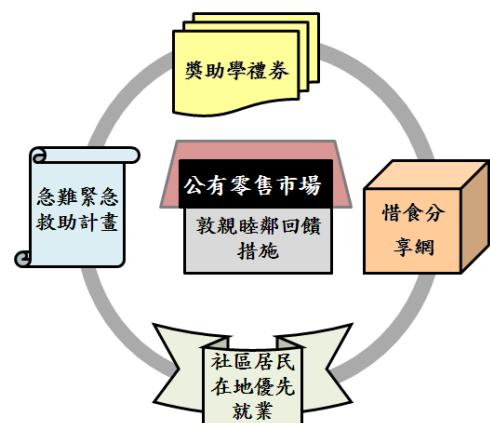 獎助學禮券
急難緊急
救助計畫
公有零售市場
敦親睦鄰回饋
措施
惜食分
享網
社區居民
在地優先
就業